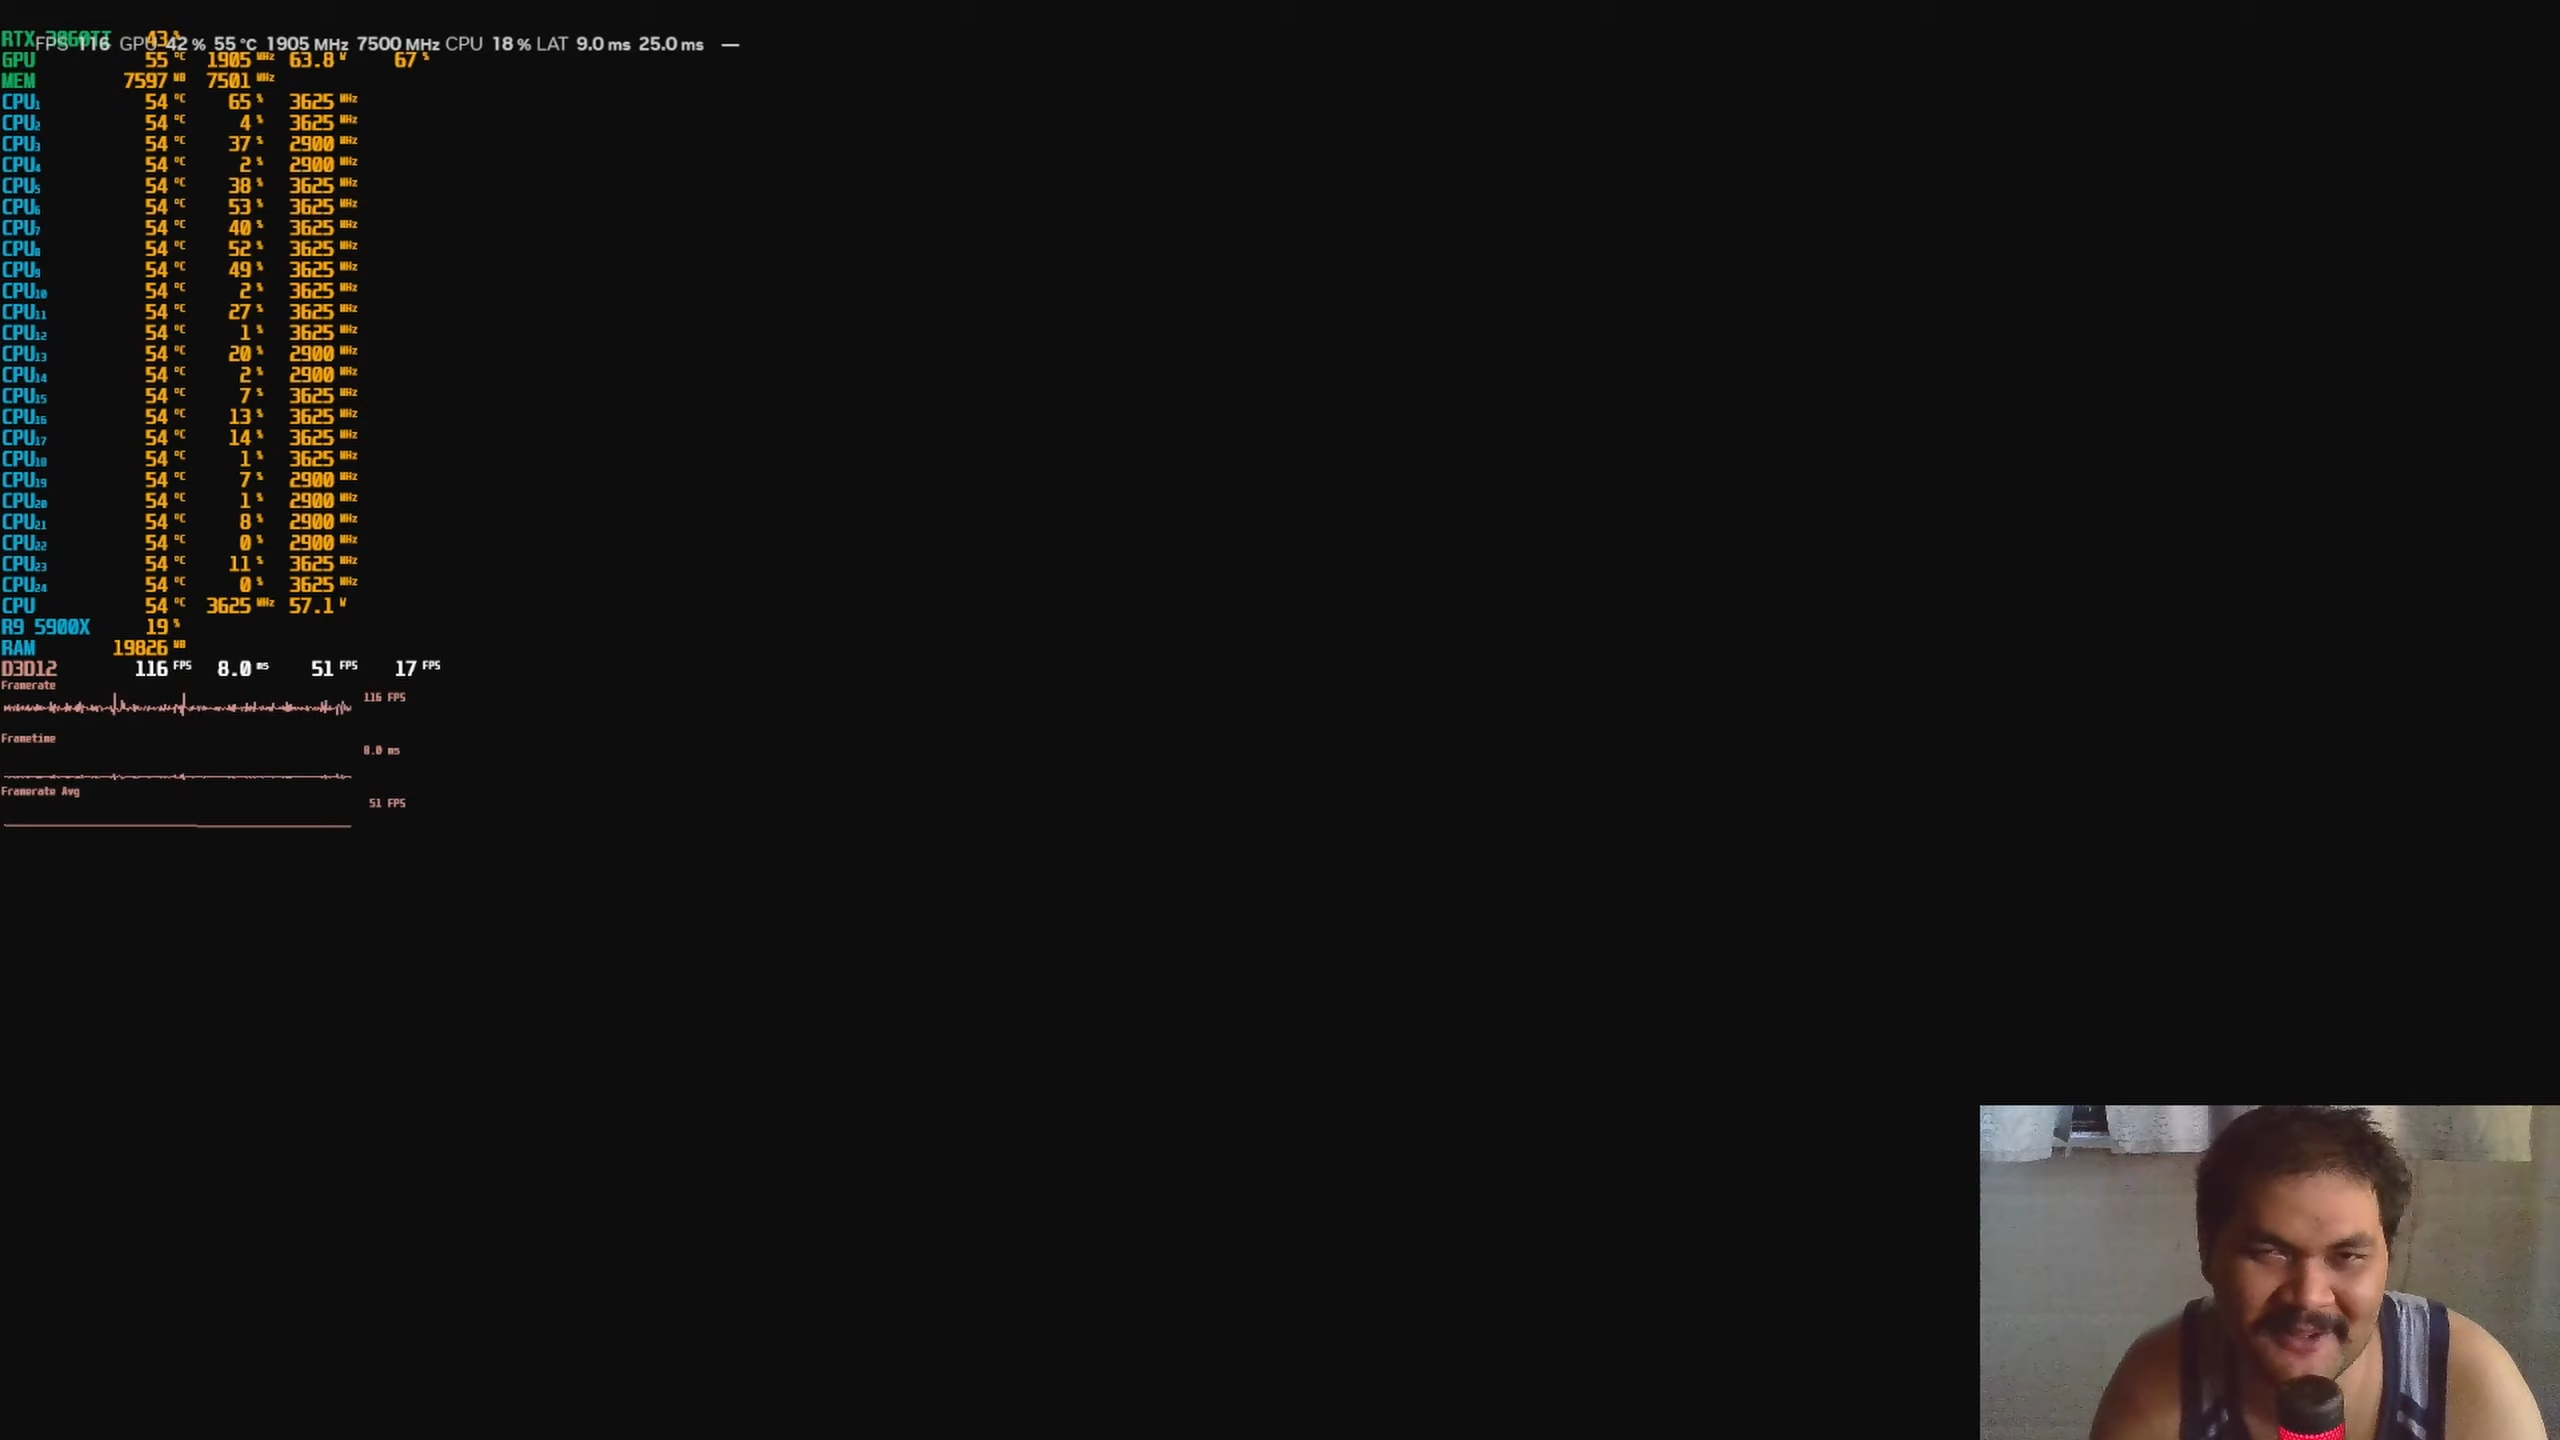 FPS 116 GPU 42 % 55 °C 1905 MHz 7500 MHz CPU 18 % LAT 9.0 ms 25.0 ms —
RTX 3060TI 43 %
GPU 55 °C 1905 MHz 63.8 W 67 %
MEM 7597 MB 7501 MHz
CPU1 54 °C 65 % 3625 MHz
CPU2 54 °C 4 % 3625 MHz
CPU3 54 °C 37 % 2900 MHz
CPU4 54 °C 2 % 2900 MHz
CPU5 54 °C 38 % 3625 MHz
CPU6 54 °C 53 % 3625 MHz
CPU7 54 °C 40 % 3625 MHz
CPU8 54 °C 52 % 3625 MHz
CPU9 54 °C 49 % 3625 MHz
CPU10 54 °C 2 % 3625 MHz
CPU11 54 °C 27 % 3625 MHz
CPU12 54 °C 1 % 3625 MHz
CPU13 54 °C 20 % 2900 MHz
CPU14 54 °C 2 % 2900 MHz
CPU15 54 °C 7 % 3625 MHz
CPU16 54 °C 13 % 3625 MHz
CPU17 54 °C 14 % 3625 MHz
CPU18 54 °C 1 % 3625 MHz
CPU19 54 °C 7 % 2900 MHz
CPU20 54 °C 1 % 2900 MHz
CPU21 54 °C 8 % 2900 MHz
CPU22 54 °C 0 % 2900 MHz
CPU23 54 °C 11 % 3625 MHz
CPU24 54 °C 0 % 3625 MHz
CPU 54 °C 3625 MHz 57.1 W
R9 5900X 19 %
RAM 19826 MB
D3D12 116 FPS 8.0 ms 51 FPS 17 FPS
Framerate
116 FPS
Frametime
8.0 ms
Framerate Avg
51 FPS